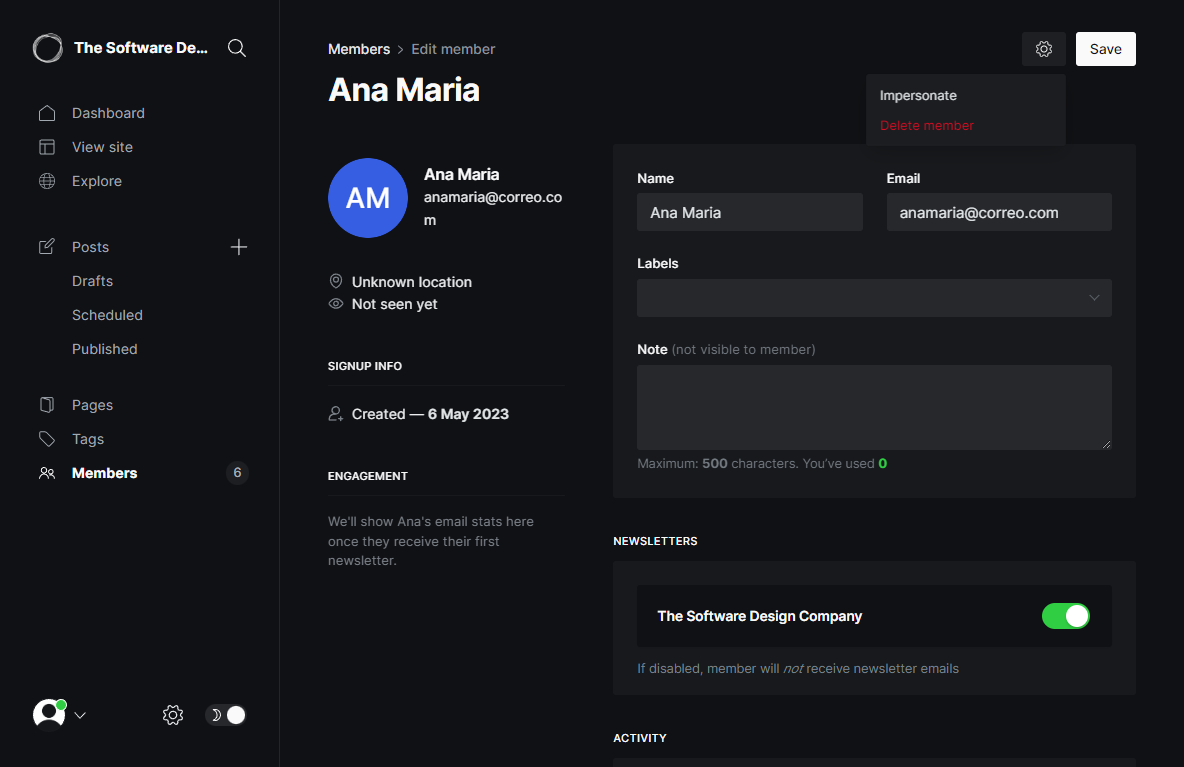 The Software De...
Dashboard
View site
Explore
Posts
Drafts
Scheduled
Published
Pages
Tags
Members
6
Members > Edit member
Save
Ana Maria
Impersonate
Delete member
AM
Ana Maria
anamaria@correo.co
m
Unknown location
Not seen yet
SIGNUP INFO
Created — 6 May 2023
ENGAGEMENT
We'll show Ana's email stats here
once they receive their first
newsletter.
Name
Email
Ana Maria
anamaria@correo.com
Labels
Note (not visible to member)
Maximum: 500 characters. You've used 0
NEWSLETTERS
The Software Design Company
If disabled, member will not receive newsletter emails
ACTIVITY